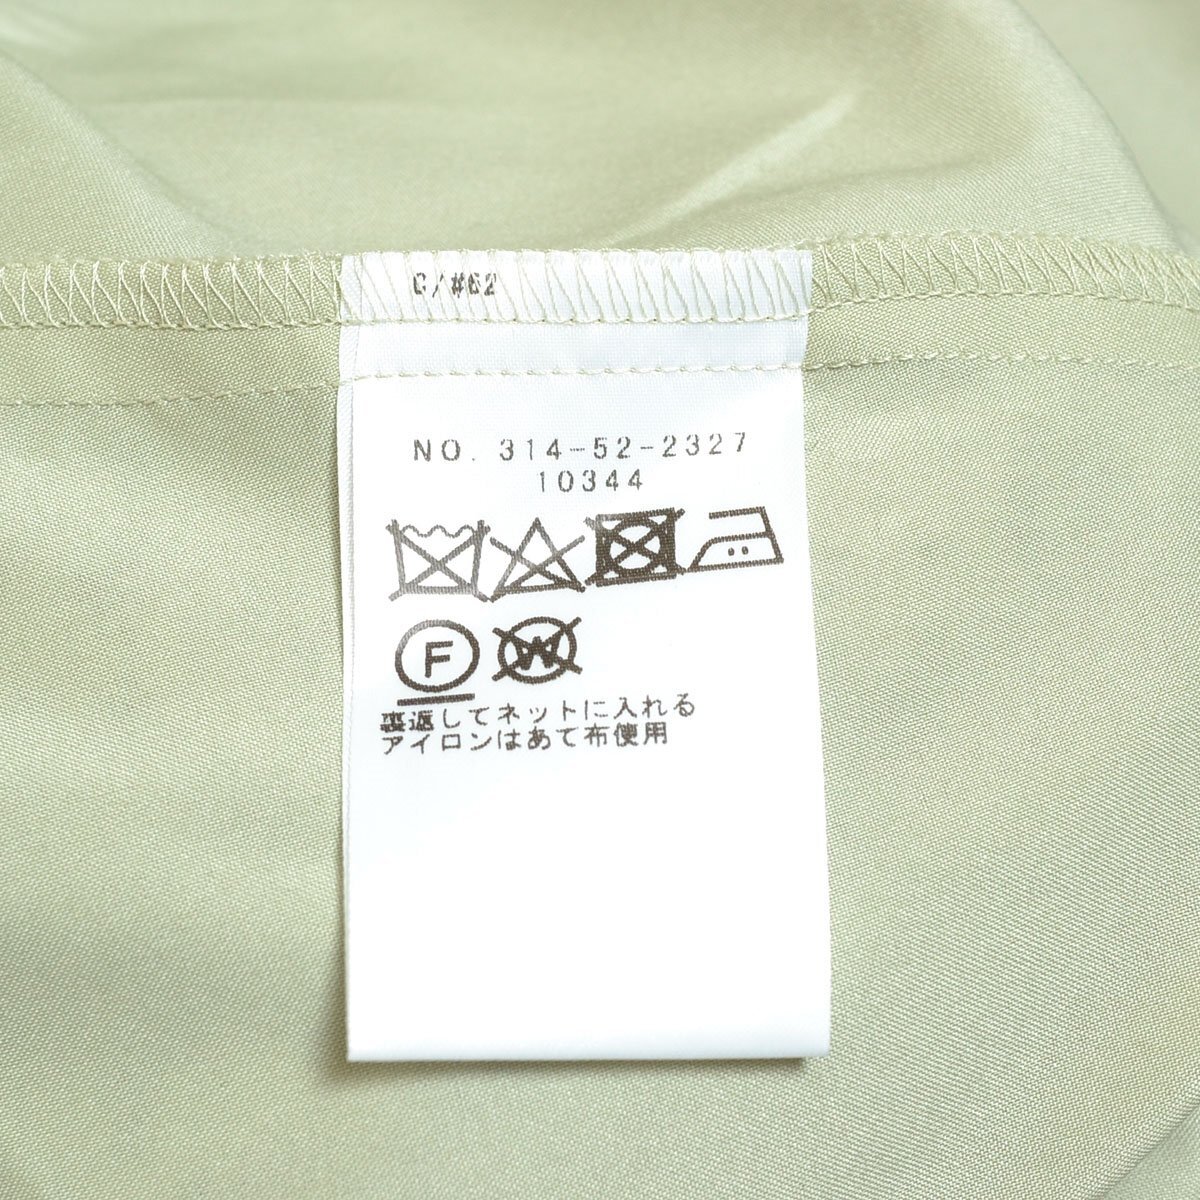 C/#62
NO. 314-52-2327
10344
F
W
裏返してネットに入れる
アイロンはあて布使用